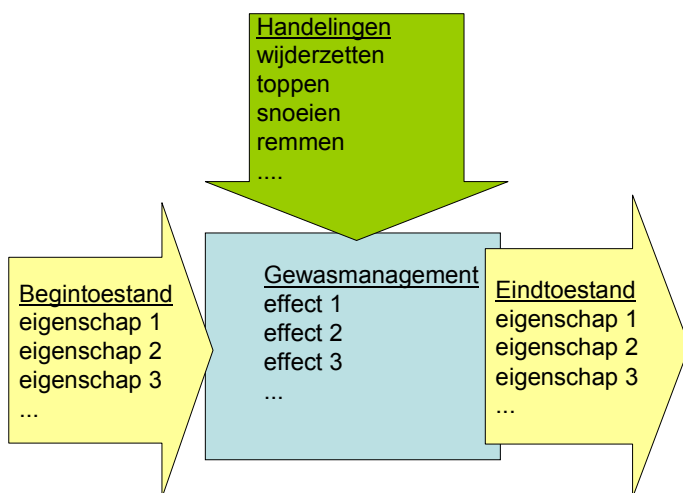 Handelingen
wijderzetten
toppen
snoeien
remmen
....
Begintoestand
eigenschap 1
eigenschap 2
eigenschap 3
...
Gewasmanagement
effect 1
effect 2
effect 3
...
Eindtoestand
eigenschap 1
eigenschap 2
eigenschap 3
...